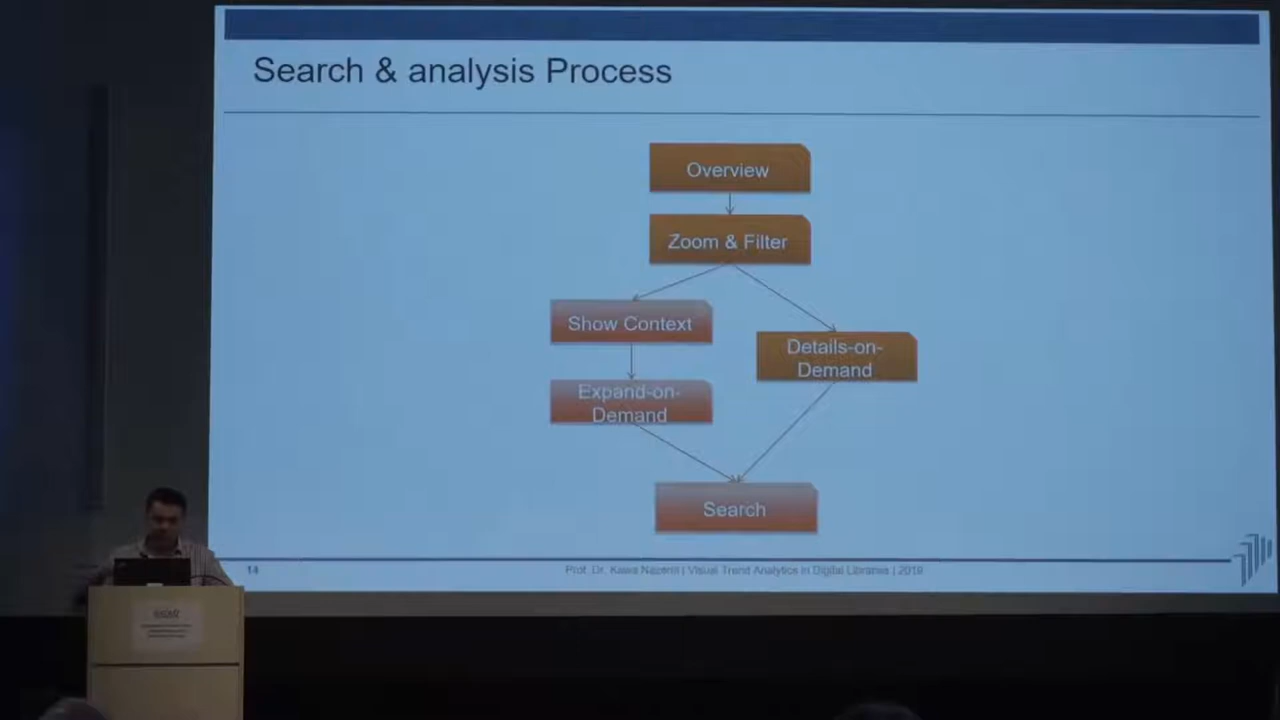 Search & analysis Process
Overview
Zoom & Filter
Show Context
Details-on-
Demand
Expand-on-
Demand
Search
14
Prof. Dr. Kawa Nazemi | Visual Trend Analytics in Digital Libraries | 2019